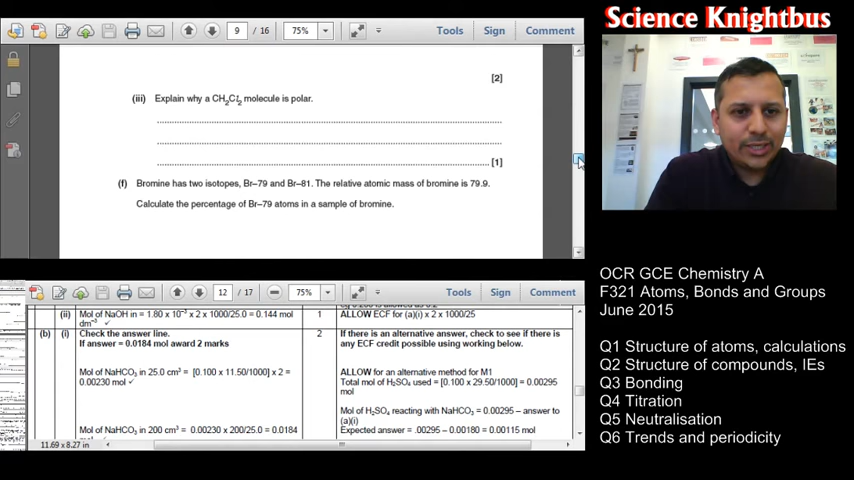 Science Knightbus
9 / 16
75%
Tools
Sign
Comment
[2]
(iii) Explain why a CH2Cl2 molecule is polar.
[1]
(f) Bromine has two isotopes, Br–79 and Br–81. The relative atomic mass of bromine is 79.9.
Calculate the percentage of Br–79 atoms in a sample of bromine.
12 / 17
75%
Tools
Sign
Comment
(ii) Mol of NaOH in = 1.80 x 10⁻³ x 2 x 1000/25.0 = 0.144 mol
dm⁻³ ✓
1
ALLOW ECF for (a)(i) x 2 x 1000/25
(b) (i) Check the answer line.
If answer = 0.0184 mol award 2 marks
2
If there is an alternative answer, check to see if there is
any ECF credit possible using working below.
Mol of NaHCO3 in 25.0 cm³ = [0.100 x 11.50/1000] x 2 =
0.00230 mol ✓
ALLOW for an alternative method for M1
Total mol of H2SO4 used = [0.100 x 29.50/1000] = 0.00295
mol
Mol of H2SO4 reacting with NaHCO3 = 0.00295 – answer to
(a)(i)
Mol of NaHCO3 in 200 cm³ = 0.00230 x 200/25.0 = 0.0184
Expected answer = .00295 – 0.00180 = 0.00115 mol
11.69 x 8.27 in
OCR GCE Chemistry A
F321 Atoms, Bonds and Groups
June 2015
Q1 Structure of atoms, calculations
Q2 Structure of compounds, IEs
Q3 Bonding
Q4 Titration
Q5 Neutralisation
Q6 Trends and periodicity